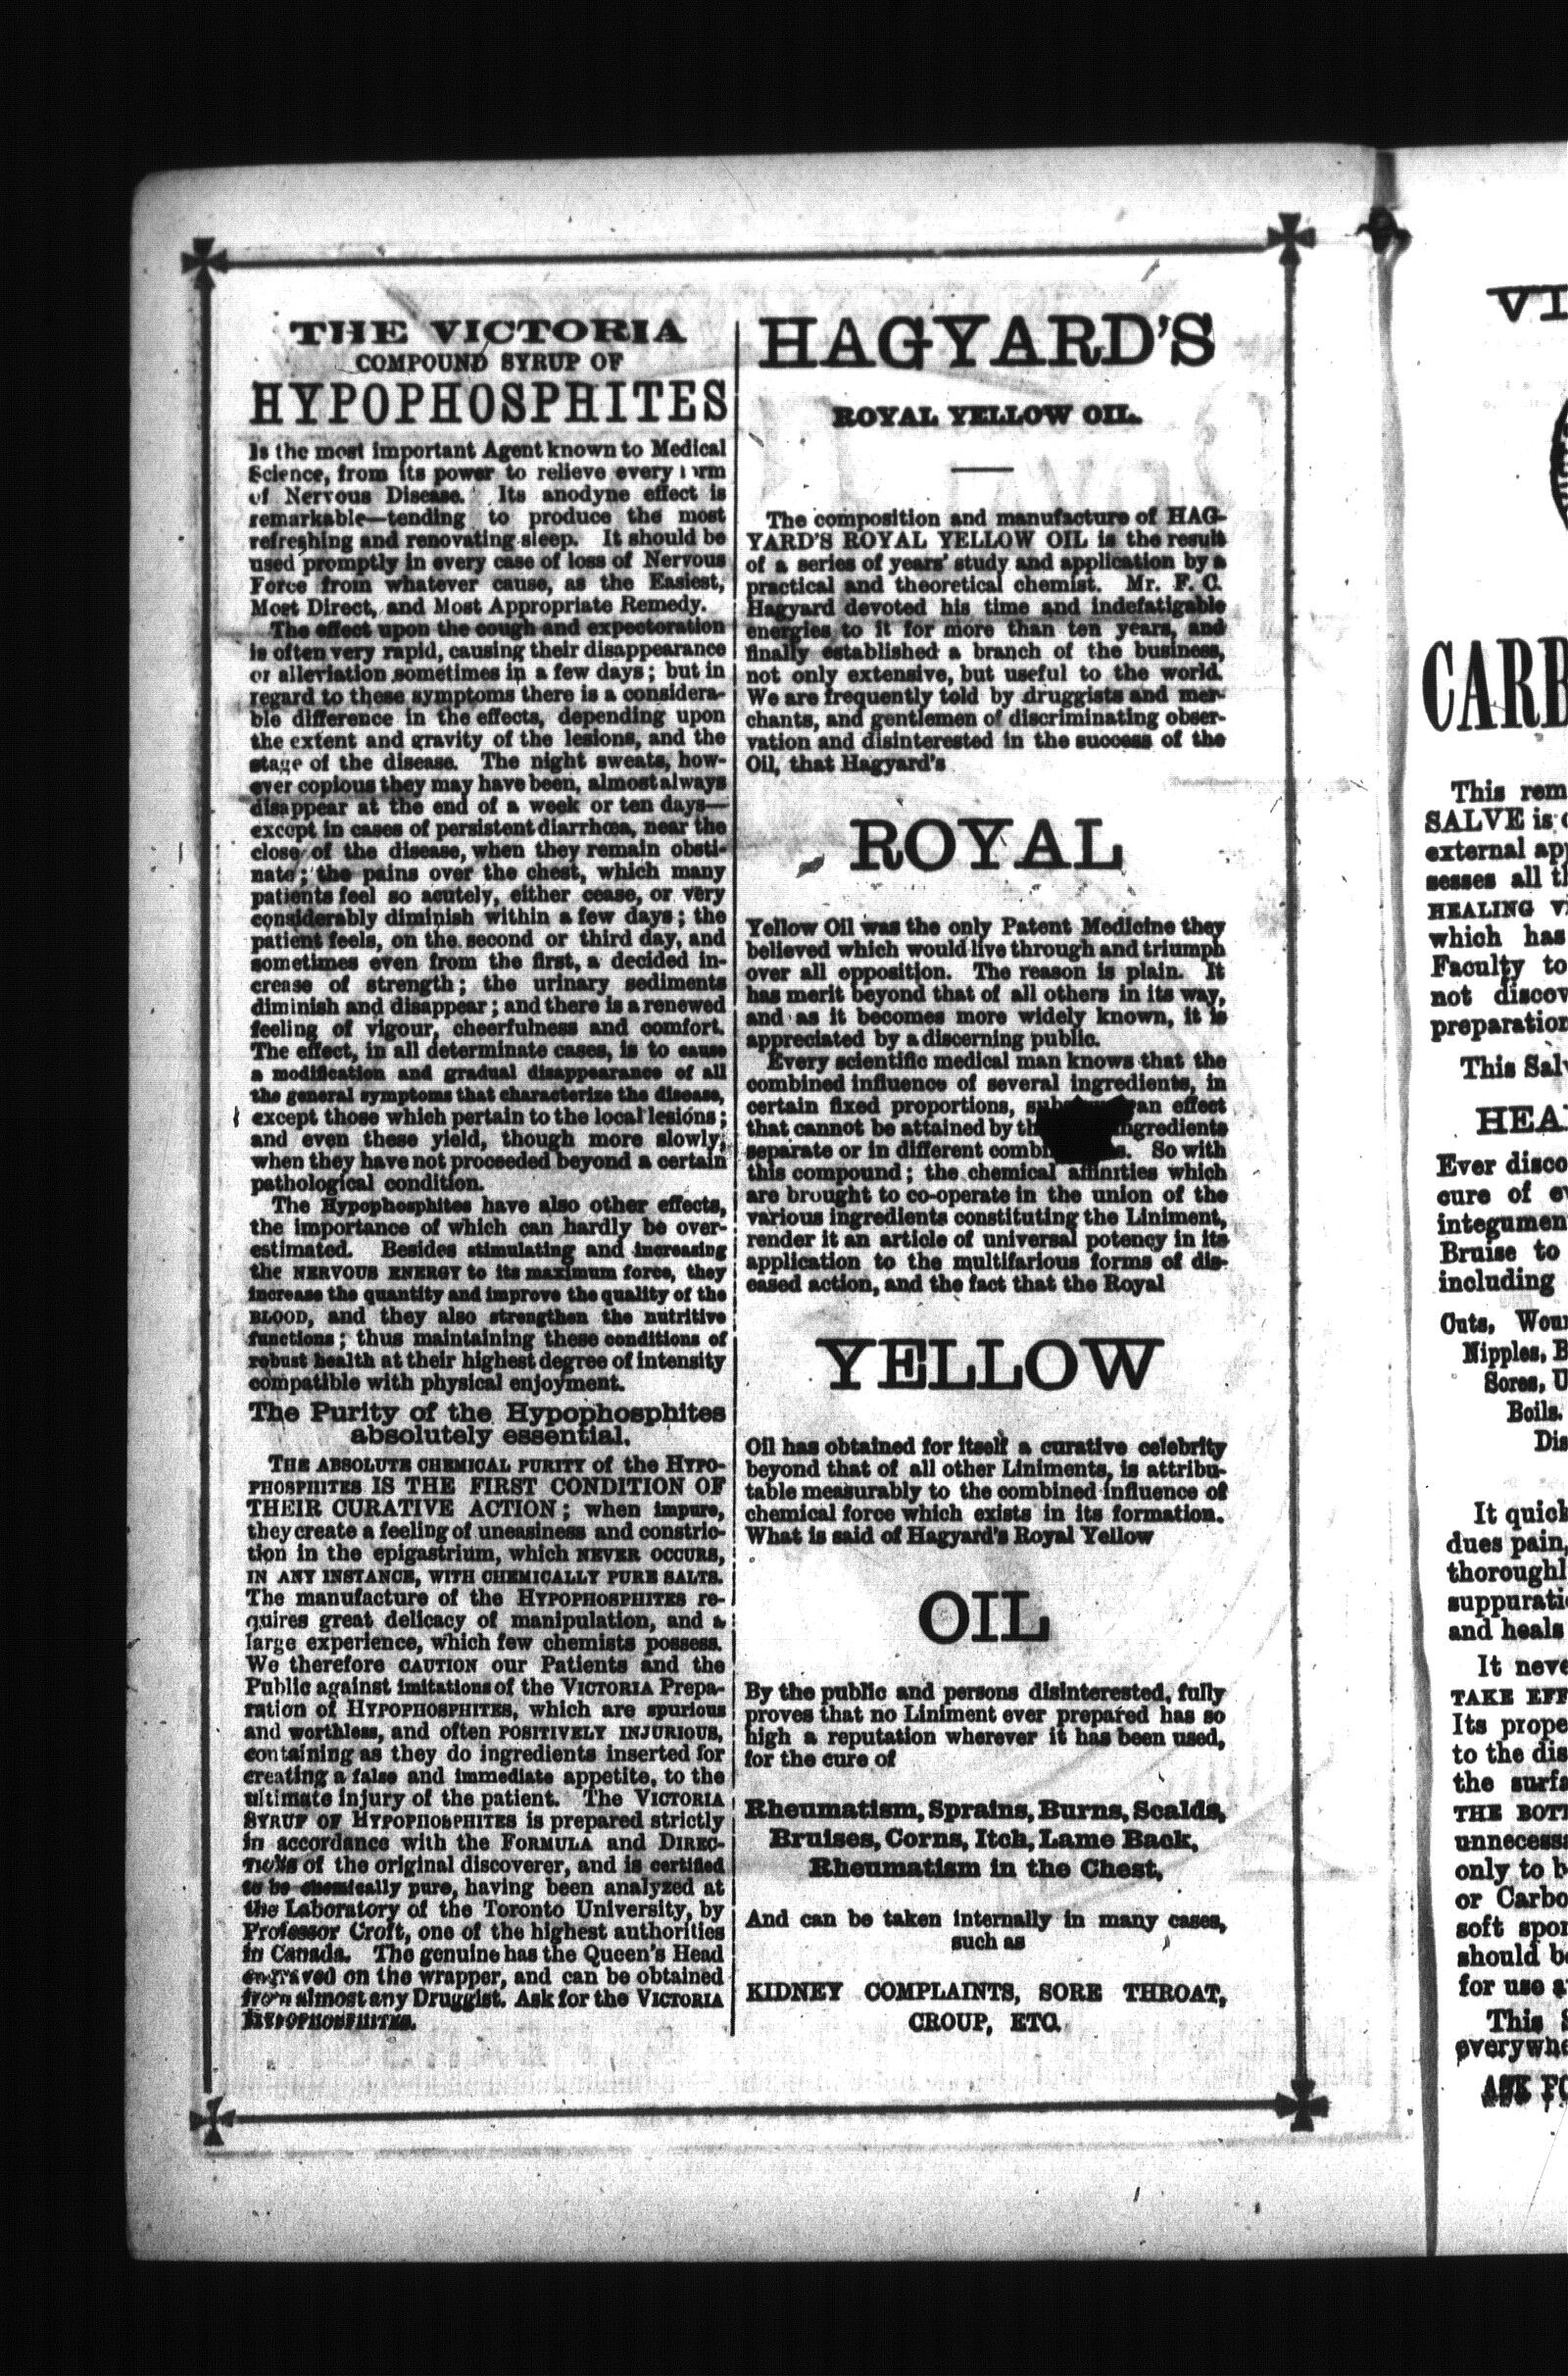 THE VICTORIA
COMPOUND SYRUP OF
HYPOPHOSPHITES
Is the most important Agent known to Medical
Science, from its power to relieve every
of Nervous Disease. Its anodyne effect is
remarkable—tending to produce the most
refreshing and renovating sleep. It should be
used promptly in every case of loss of Nervous
Force from whatever cause, as the Easiest,
Most Direct, and Most Appropriate Remedy.
The effect upon the cough and expectoration
is often very rapid, causing their disappearance
or alleviation sometimes in a few days; but in
regard to these symptoms there is a considera-
ble difference in the effects, depending upon
the extent and gravity of the lesions, and the
stage of the disease. The night sweats, how-
ever copious they may have been, almost always
disappear at the end of a week or ten days—
except in cases of persistent diarrhœa, near the
close of the disease, when they remain obsti-
nate; the pains over the chest, which many
patients feel so acutely, either cease, or very
considerably diminish within a few days; the
patient feels, on the second or third day, and
sometimes even from the first, a decided in-
crease of strength; the urinary sediments
diminish and disappear; and there is a renewed
feeling of vigour, cheerfulness and comfort.
The effect, in all determinate cases, is to cause
a modification and gradual disappearance of all
the general symptoms that characterize the disease,
except those which pertain to the local lesions;
and even these yield, though more slowly,
when they have not proceeded beyond a certain
pathological condition.
The Hypophosphites have also other effects,
the importance of which can hardly be over-
estimated. Besides stimulating and increasing
the NERVOUS ENERGY to its maximum force, they
increase the quantity and improve the quality of the
BLOOD, and they also strengthen the nutritive
functions; thus maintaining these conditions of
robust health at their highest degree of intensity
compatible with physical enjoyment.
The Purity of the Hypophosphites
absolutely essential.
THE ABSOLUTE CHEMICAL PURITY of the HYPO-
PHOSPHITES IS THE FIRST CONDITION OF
THEIR CURATIVE ACTION; when impure,
they create a feeling of uneasiness and constric-
tion in the epigastrium, which NEVER OCCURS,
IN ANY INSTANCE, WITH CHEMICALLY PURE SALTS.
The manufacture of the HYPOPHOSPHITES re-
quires great delicacy of manipulation, and a
large experience, which few chemists possess.
We therefore CAUTION our Patients and the
Public against imitations of the VICTORIA Prepa-
ration of HYPOPHOSPHITES, which are spurious
and worthless, and often POSITIVELY INJURIOUS,
containing as they do ingredients inserted for
creating a false and immediate appetite, to the
ultimate injury of the patient. The VICTORIA
SYRUP OF HYPOPHOSPHITES is prepared strictly
in accordance with the FORMULA and DIREC-
TIONS of the original discoverer, and is certified
to be chemically pure, having been analyzed at
the Laboratory of the Toronto University, by
Professor Croft, one of the highest authorities
in Canada. The genuine has the Queen's Head
engraved on the wrapper, and can be obtained
from almost any Druggist. Ask for the VICTORIA
HYPOPHOSPHITES.
HAGYARD'S
ROYAL YELLOW OIL.
The composition and manufacture of HAG-
YARD'S ROYAL YELLOW OIL is the result
of a series of years' study and application by a
practical and theoretical chemist. Mr. F. C.
Hagyard devoted his time and indefatigable
energies to it for more than ten years, and
finally established a branch of the business,
not only extensive, but useful to the world.
We are frequently told by druggists and mer-
chants, and gentlemen of discriminating obser-
vation and disinterested in the success of the
Oil, that Hagyard's
ROYAL
Yellow Oil was the only Patent Medicine they
believed which would live through and triumph
over all opposition. The reason is plain. It
has merit beyond that of all others in its way,
and as it becomes more widely known, it is
appreciated by a discerning public.
Every scientific medical man knows that the
combined influence of several ingredients, in
certain fixed proportions, an effect
that cannot be attained by
separate or in different So with
this compound; the chemical affinities which
are brought to co-operate in the union of the
various ingredients constituting the Liniment,
render it an article of universal potency in its
application to the multifarious forms of dis-
eased action, and the fact that the Royal
YELLOW
Oil has obtained for itself a curative celebrity
beyond that of all other Liniments, is attribu-
table measurably to the combined influence of
chemical force which exists in its formation.
What is said of Hagyard's Royal Yellow
OIL
By the public and persons disinterested, fully
proves that no Liniment ever prepared has so
high a reputation wherever it has been used,
for the cure of
Rheumatism, Sprains, Burns, Scalds,
Bruises, Corns, Itch, Lame Back,
Rheumatism in the Chest,
And can be taken internally in many cases,
such as
KIDNEY COMPLAINTS, SORE THROAT,
CROUP, ETC.
VI
CARB
This rem
SALVE is
external app
sesses all th
HEALING
which has
Faculty to
not discov
preparation
This Salv
HEA
Ever disco
cure of ev
integumen
Bruise to
including
Cuts, Woun
Nipples, B
Sores, U
Boils.
Dis
It quick
dues pain,
thoroughl
suppurati
and heals
It neve
TAKE EFF
Its prope
to the dis
the surfa
THE BOTT
unnecessa
only to b
or Carbo
soft spon
should be
for use
This S
everywhe
ASK FO